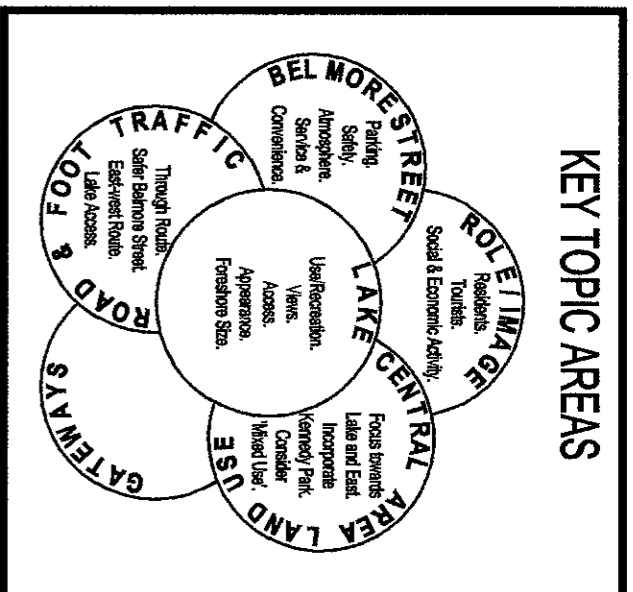 KEY TOPIC AREAS
ROLE / IMAGE
Residents.
Tourists.
Social & Economic Activity.
BELMORE STREET
Parking.
Safety.
Atmosphere.
Service &
Convenience.
LAKE
Use/Recreation.
Views.
Access.
Appearance.
Foreshore Size.
CENTRAL AREA LAND USE
Focus towards
Lake and East.
Incorporate
Kennedy Park.
Consider
'Mixed Use'.
ROAD & FOOT TRAFFIC
Through Route.
Safer Belmore Street.
East-west Route.
Lake Access.
GATEWAYS